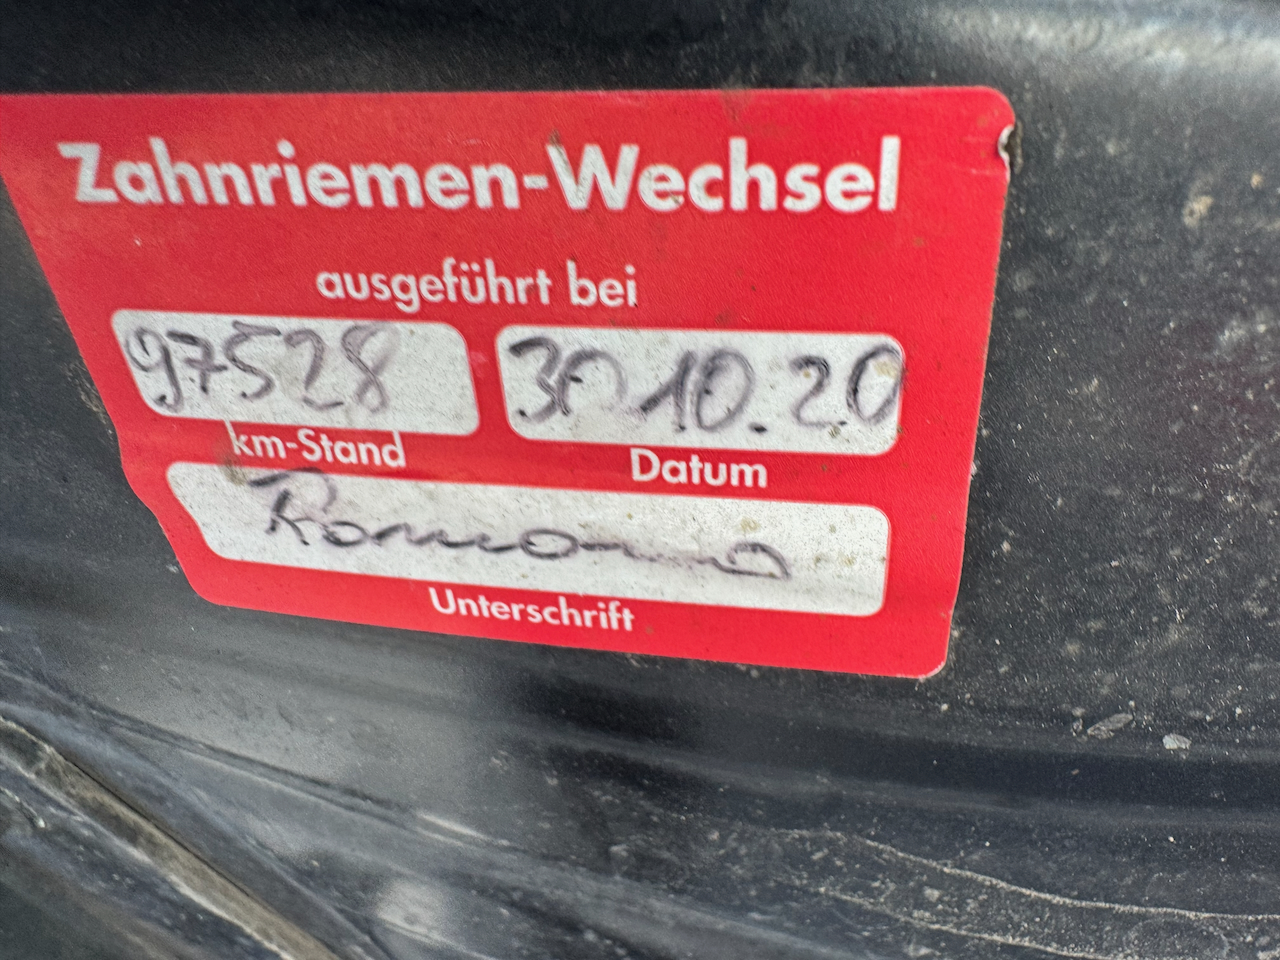 Zahnriemen-Wechsel
ausgeführt bei
97528 30.10.20
km-Stand Datum
Unterschrift